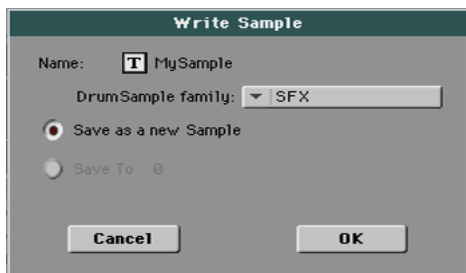 Write Sample
Name: T MySample
DrumSample family: SFX
Save as a new Sample
Save To 0
Cancel OK